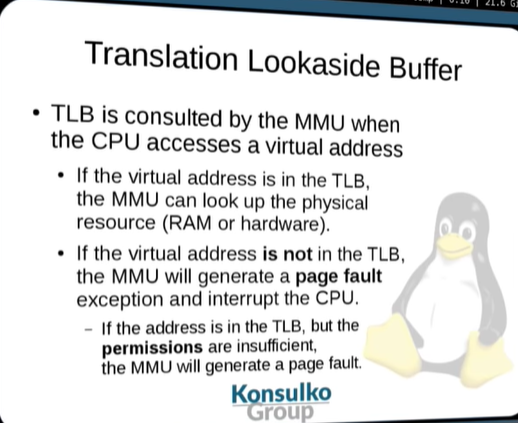 21.6 G
Translation Lookaside Buffer
• TLB is consulted by the MMU when
the CPU accesses a virtual address
• If the virtual address is in the TLB,
the MMU can look up the physical
resource (RAM or hardware).
• If the virtual address is not in the TLB,
the MMU will generate a page fault
exception and interrupt the CPU.
– If the address is in the TLB, but the
permissions are insufficient,
the MMU will generate a page fault.
Konsulko
Group